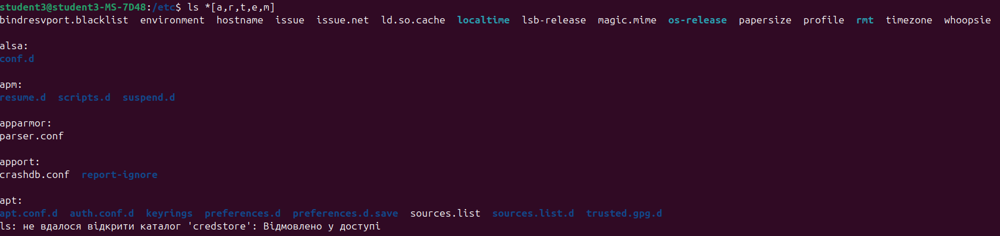 student3@student3-MS-7D48:/etc$ ls *[a,r,t,e,m]
bindresvport.blacklist  environment  hostname  issue  issue.net  ld.so.cache  localtime  lsb-release  magic.mime  os-release  papersize  profile  rmt  timezone  whoopsie
alsa:
conf.d
apm:
resume.d  scripts.d  suspend.d
apparmor:
parser.conf
apport:
crashdb.conf  report-ignore
apt:
apt.conf.d  auth.conf.d  keyrings  preferences.d  preferences.d.save  sources.list  sources.list.d  trusted.gpg.d
ls: не вдалося відкрити каталог 'credstore': Відмовлено у доступі